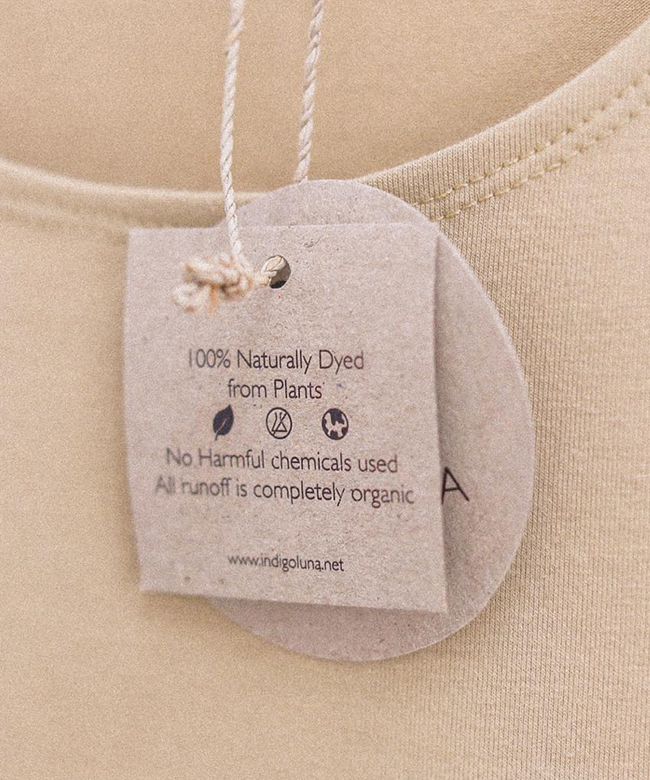 100% Naturally Dyed
from Plants
No Harmful chemicals used
All runoff is completely organic
www.indigoluna.net
A